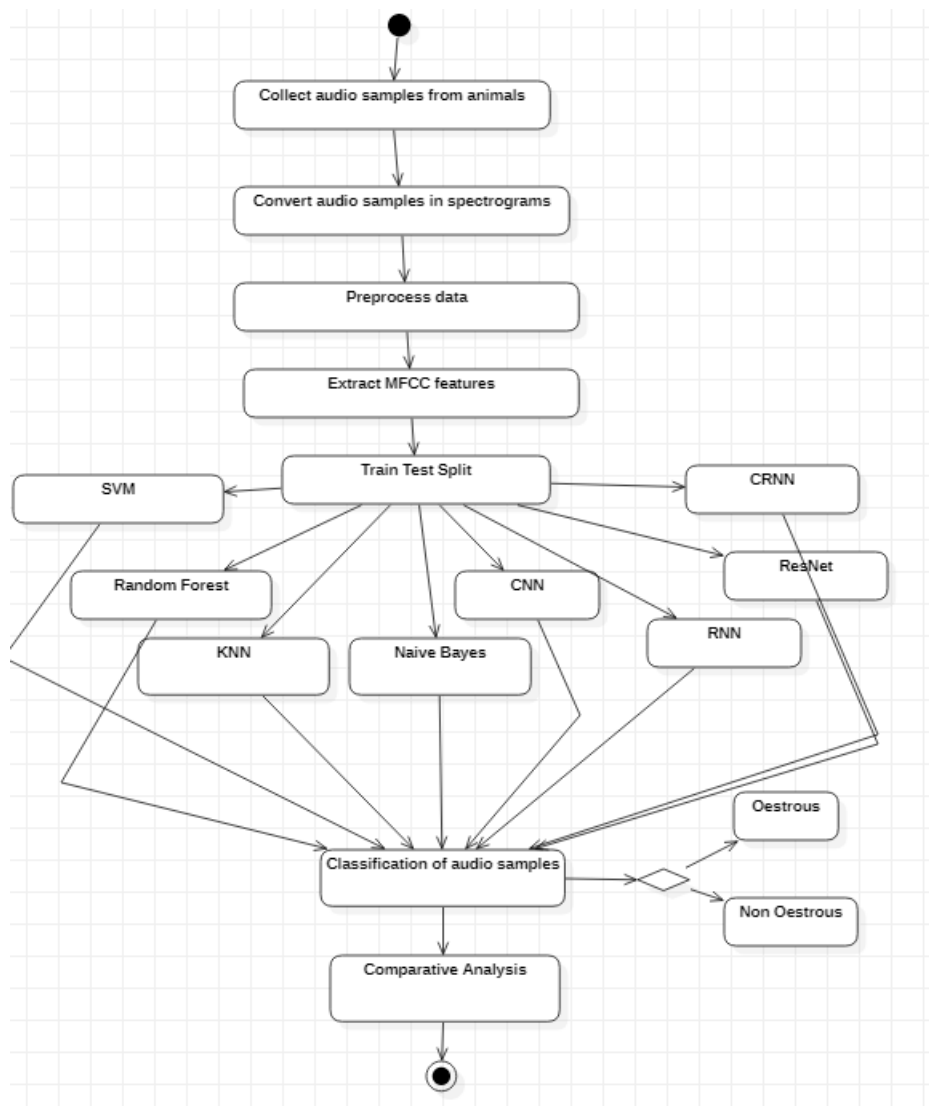 Collect audio samples from animals
Convert audio samples in spectrograms
Preprocess data
Extract MFCC features
Train Test Split
SVM
CRNN
Random Forest
CNN
ResNet
KNN
Naive Bayes
RNN
Oestrous
Classification of audio samples
Non Oestrous
Comparative Analysis